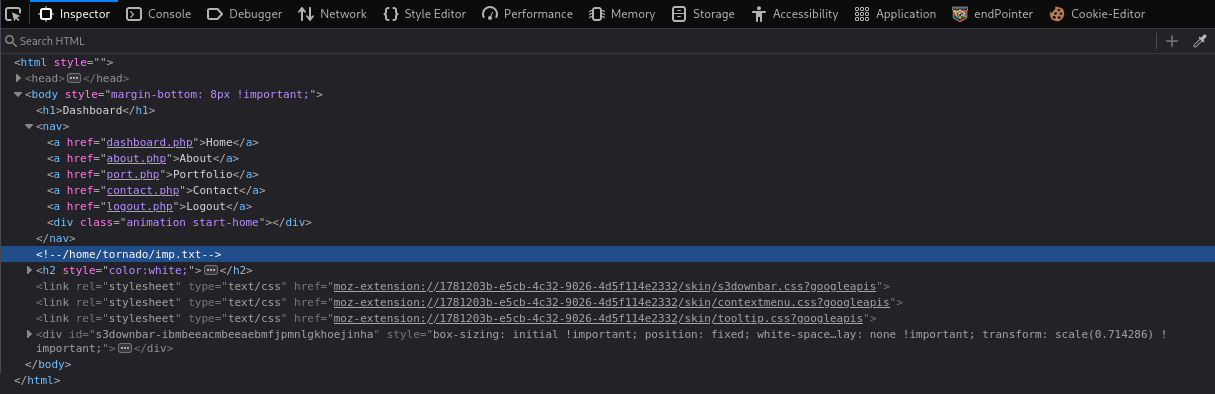 Inspector Console Debugger Network Style Editor Performance Memory Storage Accessibility Application endPointer Cookie-Editor
Search HTML
<html style="">
<head>···</head>
<body style="margin-bottom: 8px !important;">
<h1>Dashboard</h1>
<nav>
<a href="dashboard.php">Home</a>
<a href="about.php">About</a>
<a href="port.php">Portfolio</a>
<a href="contact.php">Contact</a>
<a href="logout.php">Logout</a>
<div class="animation start-home"></div>
</nav>
<!--/home/tornado/imp.txt-->
<h2 style="color:white;">···</h2>
<link rel="stylesheet" type="text/css" href="moz-extension://1781203b-e5cb-4c32-9026-4d5f114e2332/skin/s3downbar.css?googleapis">
<link rel="stylesheet" type="text/css" href="moz-extension://1781203b-e5cb-4c32-9026-4d5f114e2332/skin/contextmenu.css?googleapis">
<link rel="stylesheet" type="text/css" href="moz-extension://1781203b-e5cb-4c32-9026-4d5f114e2332/skin/tooltip.css?googleapis">
<div id="s3downbar-ibmbeeacmbeeaebmfjpmnlgkhoejinha" style="box-sizing: initial !important; position: fixed; white-space…lay: none !important; transform: scale(0.714286) !
important;">···</div>
</body>
</html>